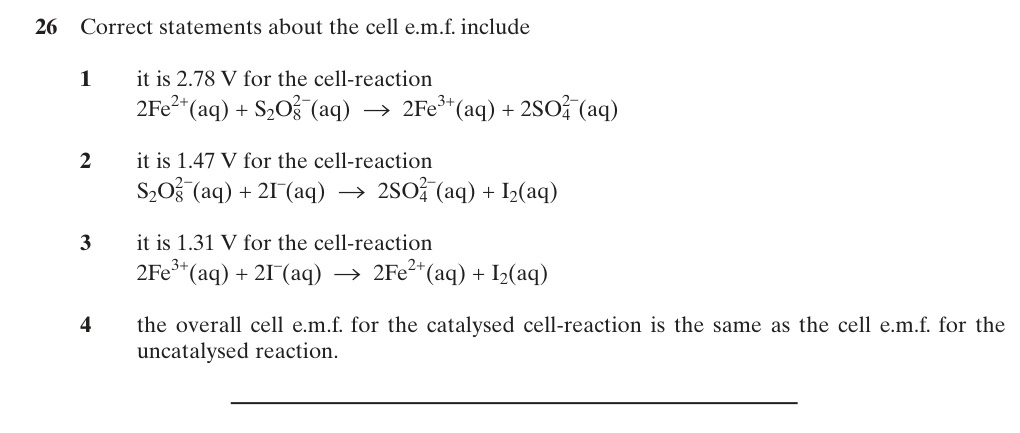 26 Correct statements about the cell e.m.f. include
1 it is 2.78 V for the cell-reaction
2Fe²⁺(aq) + S₂O₈²⁻(aq) → 2Fe³⁺(aq) + 2SO₄²⁻(aq)
2 it is 1.47 V for the cell-reaction
S₂O₈²⁻(aq) + 2I⁻(aq) → 2SO₄²⁻(aq) + I₂(aq)
3 it is 1.31 V for the cell-reaction
2Fe³⁺(aq) + 2I⁻(aq) → 2Fe²⁺(aq) + I₂(aq)
4 the overall cell e.m.f. for the catalysed cell-reaction is the same as the cell e.m.f. for the
uncatalysed reaction.